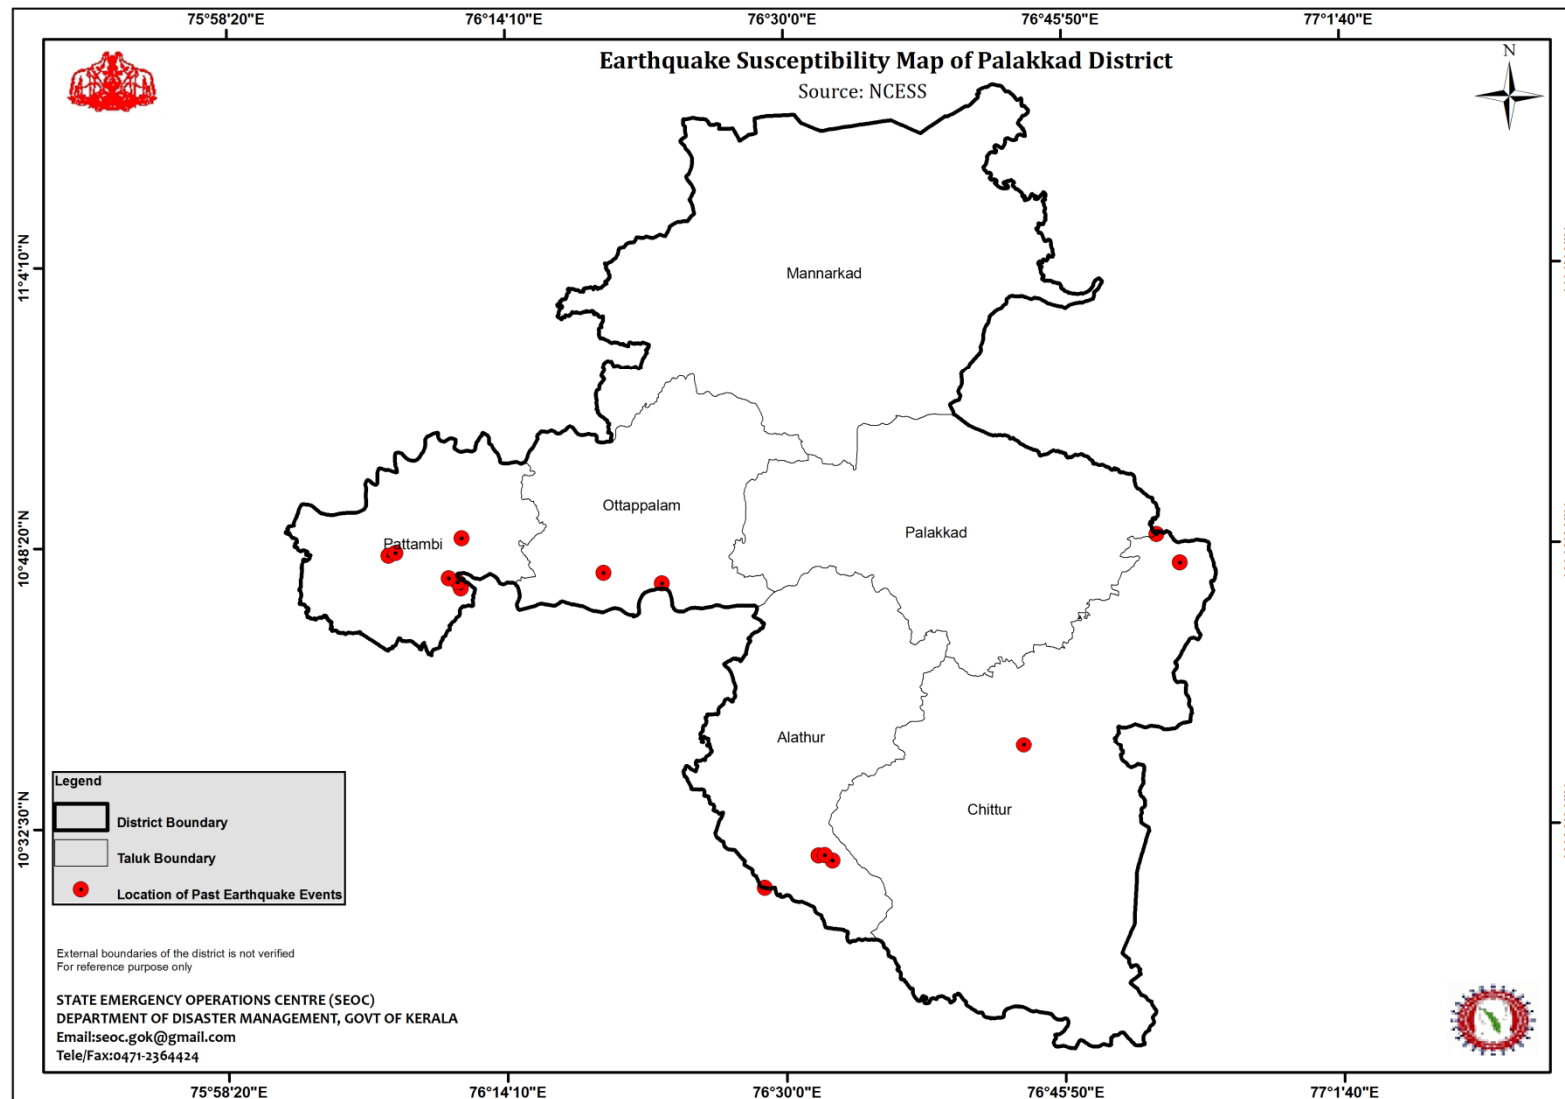 75°58'20"E 76°14'10"E 76°30'0"E 76°45'50"E 77°1'40"E
Earthquake Susceptibility Map of Palakkad District
Source: NCESS
N
11°4'10"N
Mannarkad
Ottappalam
Palakkad
Pattambi
10°48'20"N
Alathur
Chittur
10°32'30"N
Legend
District Boundary
Taluk Boundary
Location of Past Earthquake Events
External boundaries of the district is not verified
For reference purpose only
STATE EMERGENCY OPERATIONS CENTRE (SEOC)
DEPARTMENT OF DISASTER MANAGEMENT, GOVT OF KERALA
Email:seoc.gok@gmail.com
Tele/Fax:0471-2364424
75°58'20"E 76°14'10"E 76°30'0"E 76°45'50"E 77°1'40"E